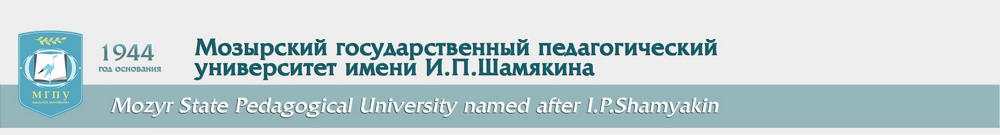 1944
год основания
Мозырский государственный педагогический
университет имени И.П.Шамякина
МГПУ
имени И.П. ШАМЯКИНА
Mozyr State Pedagogical University named after I.P.Shamyakin